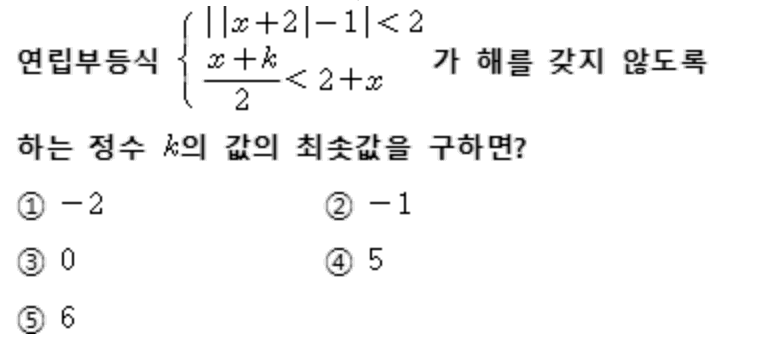 연립부등식 { ||x+2|−1|<2
(x+k)/2 < 2+x 가 해를 갖지 않도록
하는 정수 k의 값의 최솟값을 구하면?
① −2 ② −1
③ 0 ④ 5
⑤ 6